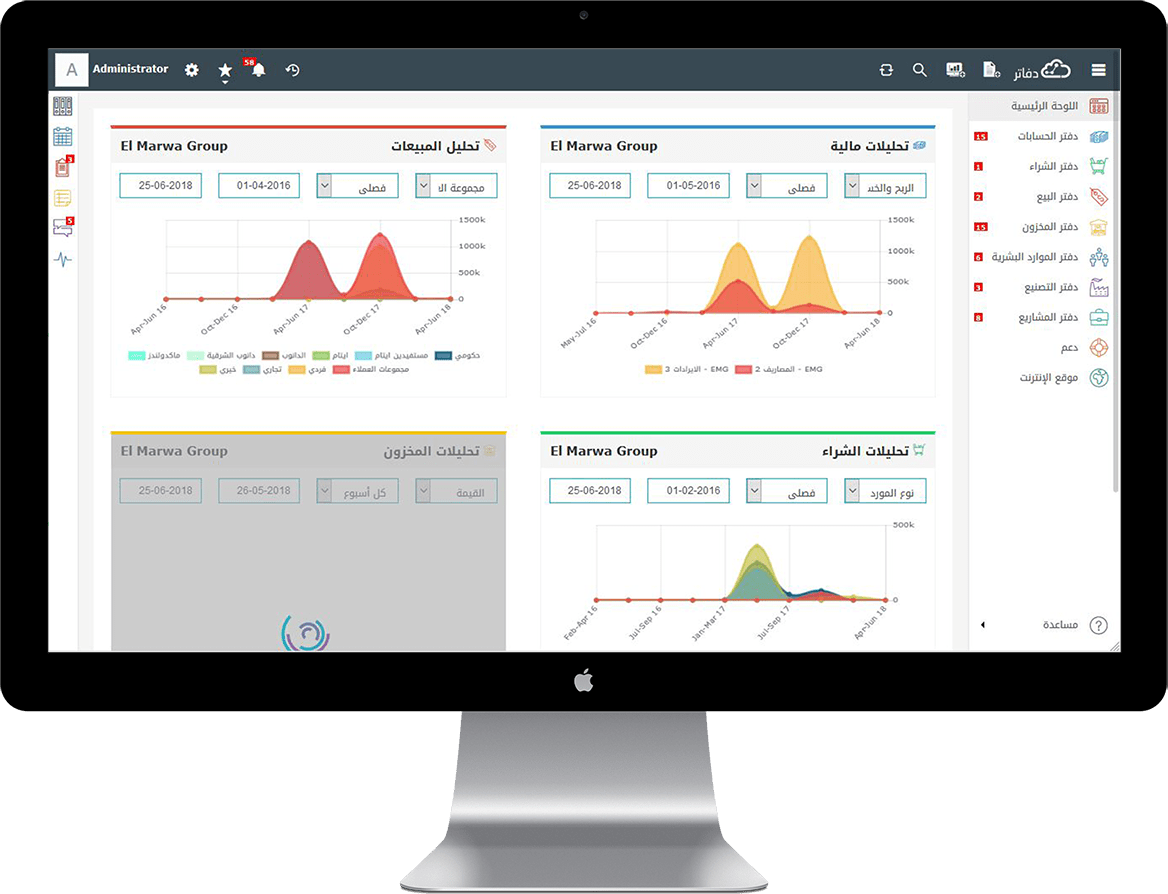 A
Administrator
58
دفاتر
3
5
اللوحة الرئيسية
دفتر الحسابات 15
دفتر الشراء 1
دفتر البيع 2
دفتر المخزون 15
دفتر الموارد البشرية 6
دفتر التصنيع 3
دفتر المشاريع 8
دعم
موقع الإنترنت
مساعدة
تحليلات مالية El Marwa Group
الربح والخس فصلى 01-05-2016 25-06-2018
1500k
1000k
500k
0
May-Jul 16 Oct-Dec 16 Apr-Jun 17 Oct-Dec 17 Apr-Jun 18
EMG - الايرادات 3 EMG - المصاريف 2
تحليل المبيعات El Marwa Group
مجموعة الا فصلى 01-04-2016 25-06-2018
1500k
1000k
500k
0
Apr-Jun 16 Oct-Dec 16 Apr-Jun 17 Oct-Dec 17 Apr-Jun 18
حكومي مستفيدين ايتام ايتام الدانوب دانوب الشرقية ماكدولندز
مجموعات العملاء فردي تجاري خيري
تحليلات الشراء El Marwa Group
نوع المورد فصلى 01-02-2016 25-06-2018
500k
0
Feb-Apr 16 Jul-Sep 16 Jan-Mar 17 Jul-Sep 17 Apr-Jun 18
تحليلات المخزون El Marwa Group
القيمة كل أسبوع 26-05-2018 25-06-2018